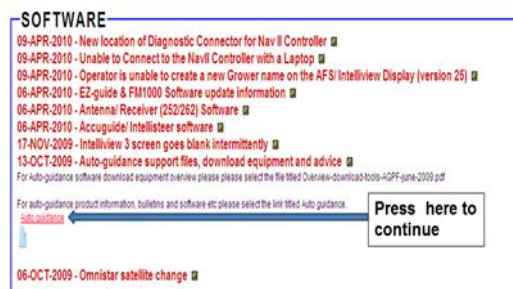 SOFTWARE
09-APR-2010 - New location of Diagnostic Connector for Nav II Controller
09-APR-2010 - Unable to Connect to the NavII Controller with a Laptop
09-APR-2010 - Operator is unable to create a new Grower name on the AFS/ Intelliview Display (version 25)
06-APR-2010 - EZ-guide & FM1000 Software update information
06-APR-2010 - Antenna/ Receiver (252/262) Software
06-APR-2010 - Accuguide/ Intellisteer software
17-NOV-2009 - Intelliview 3 screen goes blank intermittently
13-OCT-2009 - Auto-guidance support files, download equipment and advice
For Auto-guidance software download equipment overview please please select the file titled Overview-download-tools-AGPF-june-2009.pdf
For auto-guidance product information, bulletins and software etc please select the link titled Auto guidance.
Auto guidance
Press here to
continue
06-OCT-2009 - Omnistar satellite change